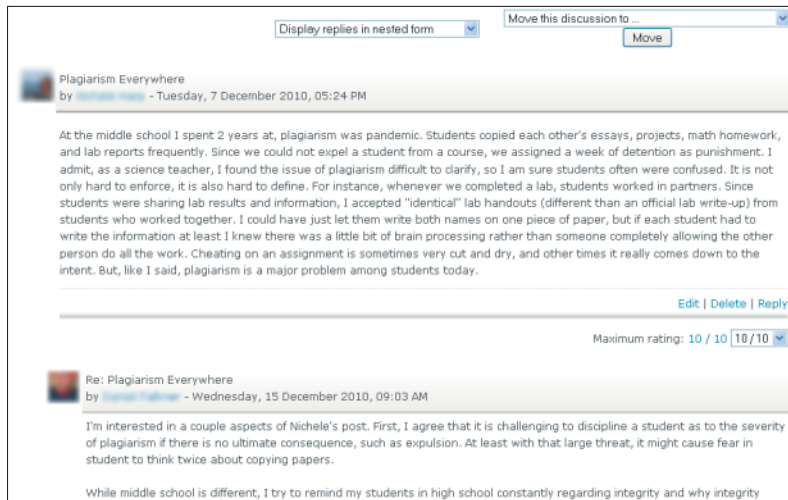 Display replies in nested form
Move this discussion to ...
Move
Plagiarism Everywhere
by - Tuesday, 7 December 2010, 05:24 PM
At the middle school I spent 2 years at, plagiarism was pandemic. Students copied each other's essays, projects, math homework,
and lab reports frequently. Since we could not expel a student from a course, we assigned a week of detention as punishment. I
admit, as a science teacher, I found the issue of plagiarism difficult to clarify, so I am sure students often were confused. It is not
only hard to enforce, it is also hard to define. For instance, whenever we completed a lab, students worked in partners. Since
students were sharing lab results and information, I accepted "identical" lab handouts (different than an official lab write-up) from
students who worked together. I could have just let them write both names on one piece of paper, but if each student had to
write the information at least I knew there was a little bit of brain processing rather than someone completely allowing the other
person do all the work. Cheating on an assignment is sometimes very cut and dry, and other times it really comes down to the
intent. But, like I said, plagiarism is a major problem among students today.
Edit | Delete | Reply
Maximum rating: 10 / 10 10/10
Re: Plagiarism Everywhere
by - Wednesday, 15 December 2010, 09:03 AM
I'm interested in a couple aspects of Nichele's post. First, I agree that it is challenging to discipline a student as to the severity
of plagiarism if there is no ultimate consequence, such as expulsion. At least with that large threat, it might cause fear in
student to think twice about copying papers.
While middle school is different, I try to remind my students in high school constantly regarding integrity and why integrity